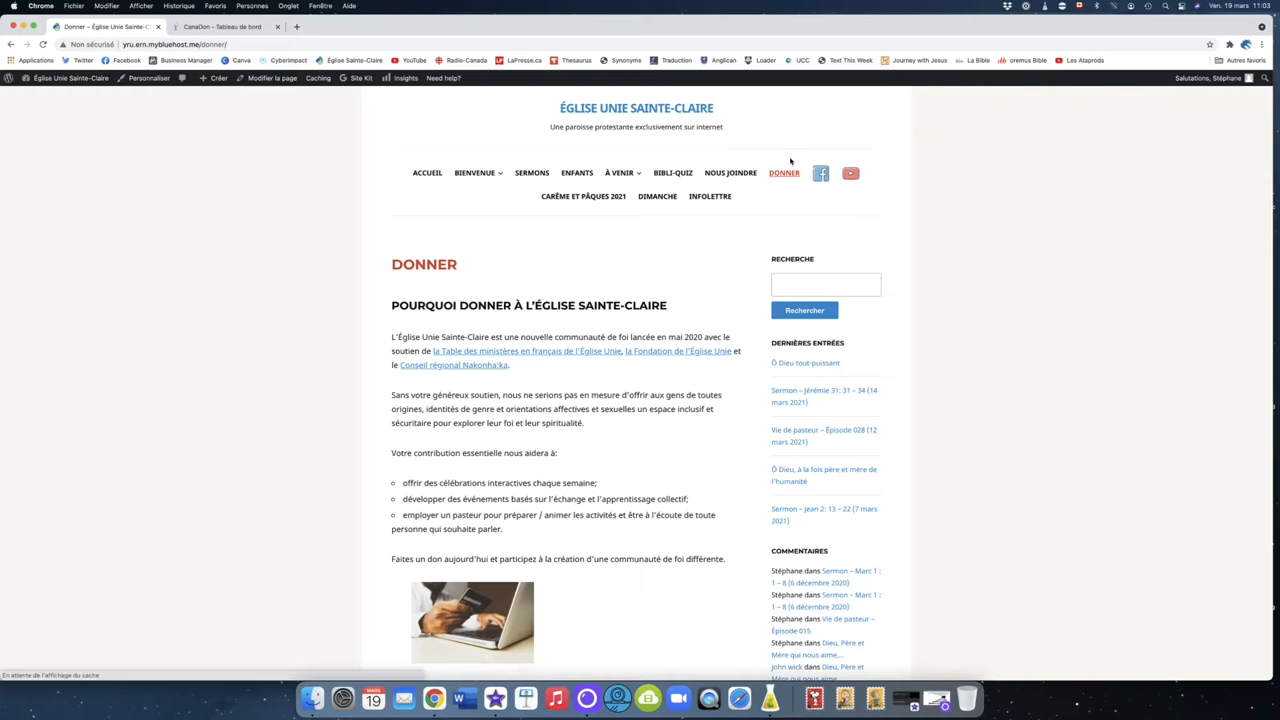 Chrome Fichier Modifier Afficher Historique Favoris Personnes Onglet Fenêtre Aide
Ven. 19 mars 11:03
Donner – Église Unie Sainte-C
CanaDon - Tableau de bord
Non sécurisé | yru.ern.mybluehost.me/donner/
Applications Twitter Facebook Business Manager Canva Cyberimpact Église Sainte-Claire YouTube Radio-Canada LaPresse.ca Thesaurus Synonyme Traduction Anglican Loader UCC Text This Week Journey with Jesus La Bible oremus Bible Les Ataprods Autres favoris
Église Unie Sainte-Claire Personnaliser Créer Modifier la page Caching Site Kit Insights Need help? Salutations, Stéphane
ÉGLISE UNIE SAINTE-CLAIRE
Une paroisse protestante exclusivement sur internet
ACCUEIL BIENVENUE SERMONS ENFANTS À VENIR BIBLI-QUIZ NOUS JOINDRE DONNER
CARÊME ET PÂQUES 2021 DIMANCHE INFOLETTRE
DONNER
POURQUOI DONNER À L'ÉGLISE SAINTE-CLAIRE
L'Église Unie Sainte-Claire est une nouvelle communauté de foi lancée en mai 2020 avec le
soutien de la Table des ministères en français de l'Église Unie, la Fondation de l'Église Unie et
le Conseil régional Nakonha:ka.
Sans votre généreux soutien, nous ne serions pas en mesure d'offrir aux gens de toutes
origines, identités de genre et orientations affectives et sexuelles un espace inclusif et
sécuritaire pour explorer leur foi et leur spiritualité.
Votre contribution essentielle nous aidera à:
offrir des célébrations interactives chaque semaine;
développer des événements basés sur l'échange et l'apprentissage collectif;
employer un pasteur pour préparer / animer les activités et être à l'écoute de toute
personne qui souhaite parler.
Faites un don aujourd'hui et participez à la création d'une communauté de foi différente.
RECHERCHE
Rechercher
DERNIÈRES ENTRÉES
Ô Dieu tout-puissant
Sermon – Jérémie 31: 31 – 34 (14
mars 2021)
Vie de pasteur – Épisode 028 (12
mars 2021)
Ô Dieu, à la fois père et mère de
l'humanité
Sermon – Jean 2: 13 – 22 (7 mars
2021)
COMMENTAIRES
Stéphane dans Sermon – Marc 1 :
1 – 8 (6 décembre 2020)
Stéphane dans Sermon – Marc 1 :
1 – 8 (6 décembre 2020)
Stéphane dans Vie de pasteur –
Épisode 015
Stéphane dans Dieu, Père et
Mère qui nous aime,...
john wick dans Dieu, Père et
Mère qui nous aime
En attente de l'affichage du cache
MARS
19